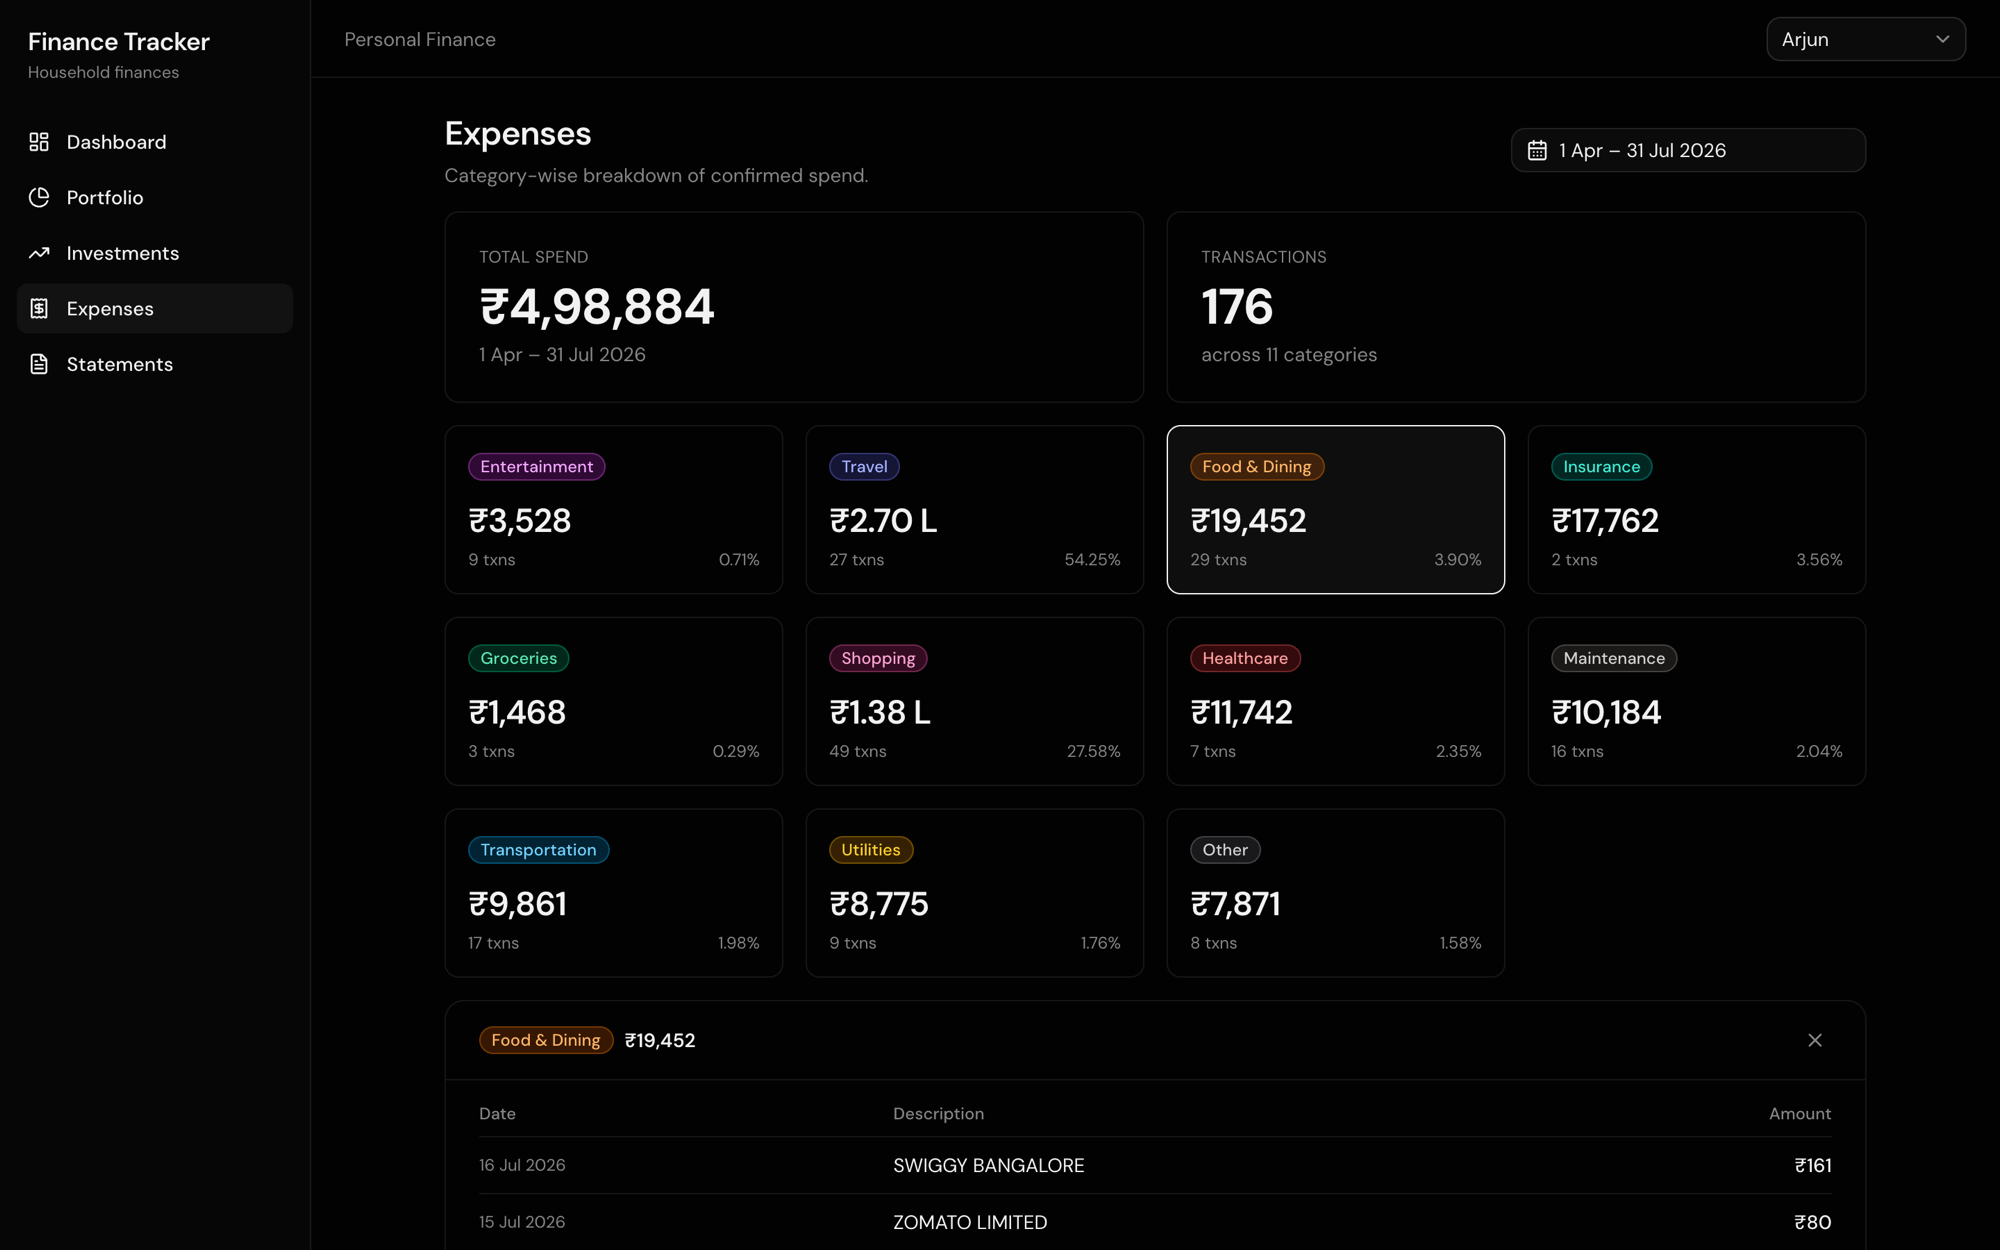 Finance Tracker
Household finances
Dashboard
Portfolio
Investments
Expenses
Statements
Personal Finance
Arjun
Expenses
Category-wise breakdown of confirmed spend.
1 Apr – 31 Jul 2026
TOTAL SPEND
₹4,98,884
1 Apr – 31 Jul 2026
TRANSACTIONS
176
across 11 categories
Entertainment
₹3,528
9 txns 0.71%
Travel
₹2.70 L
27 txns 54.25%
Food & Dining
₹19,452
29 txns 3.90%
Insurance
₹17,762
2 txns 3.56%
Groceries
₹1,468
3 txns 0.29%
Shopping
₹1.38 L
49 txns 27.58%
Healthcare
₹11,742
7 txns 2.35%
Maintenance
₹10,184
16 txns 2.04%
Transportation
₹9,861
17 txns 1.98%
Utilities
₹8,775
9 txns 1.76%
Other
₹7,871
8 txns 1.58%
Food & Dining ₹19,452
Date Description Amount
16 Jul 2026 SWIGGY BANGALORE ₹161
15 Jul 2026 ZOMATO LIMITED ₹80